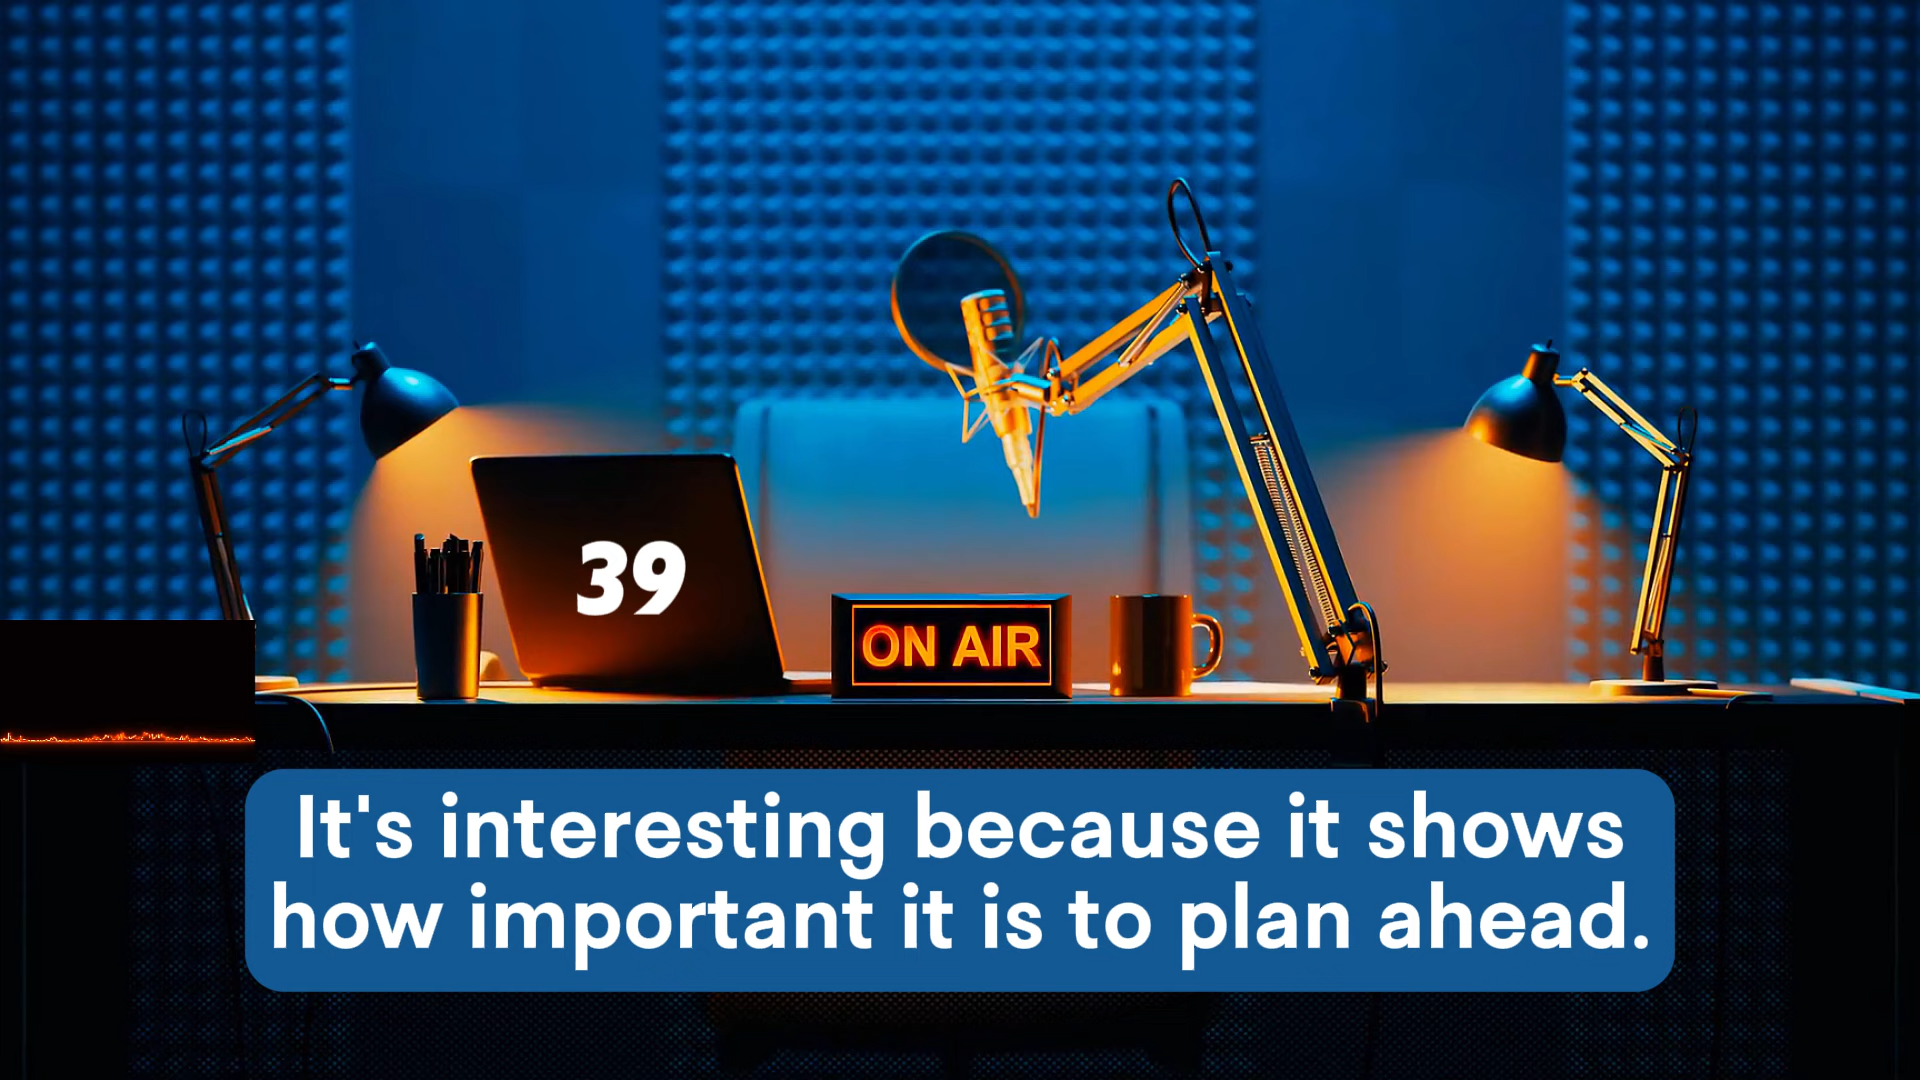 39
ON AIR
It's interesting because it shows
how important it is to plan ahead.